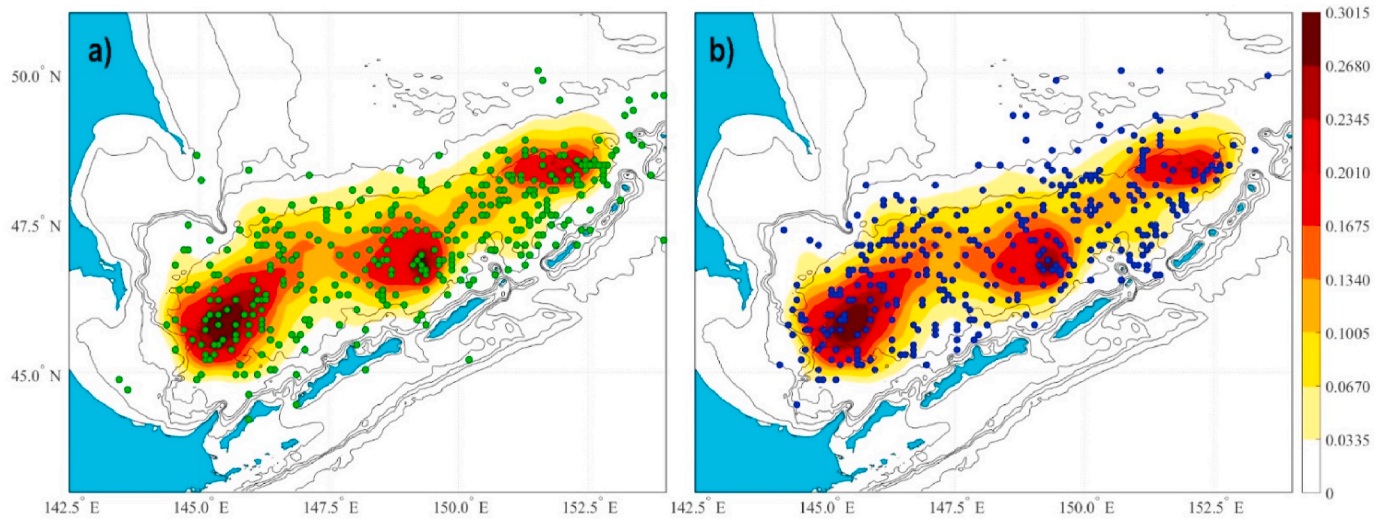 a)
b)
50.0° N
47.5° N
45.0° N
142.5° E
145.0° E
147.5° E
150.0° E
152.5° E
142.5° E
145.0° E
147.5° E
150.0° E
152.5° E
0.3015
0.2680
0.2345
0.2010
0.1675
0.1340
0.1005
0.0670
0.0335
0